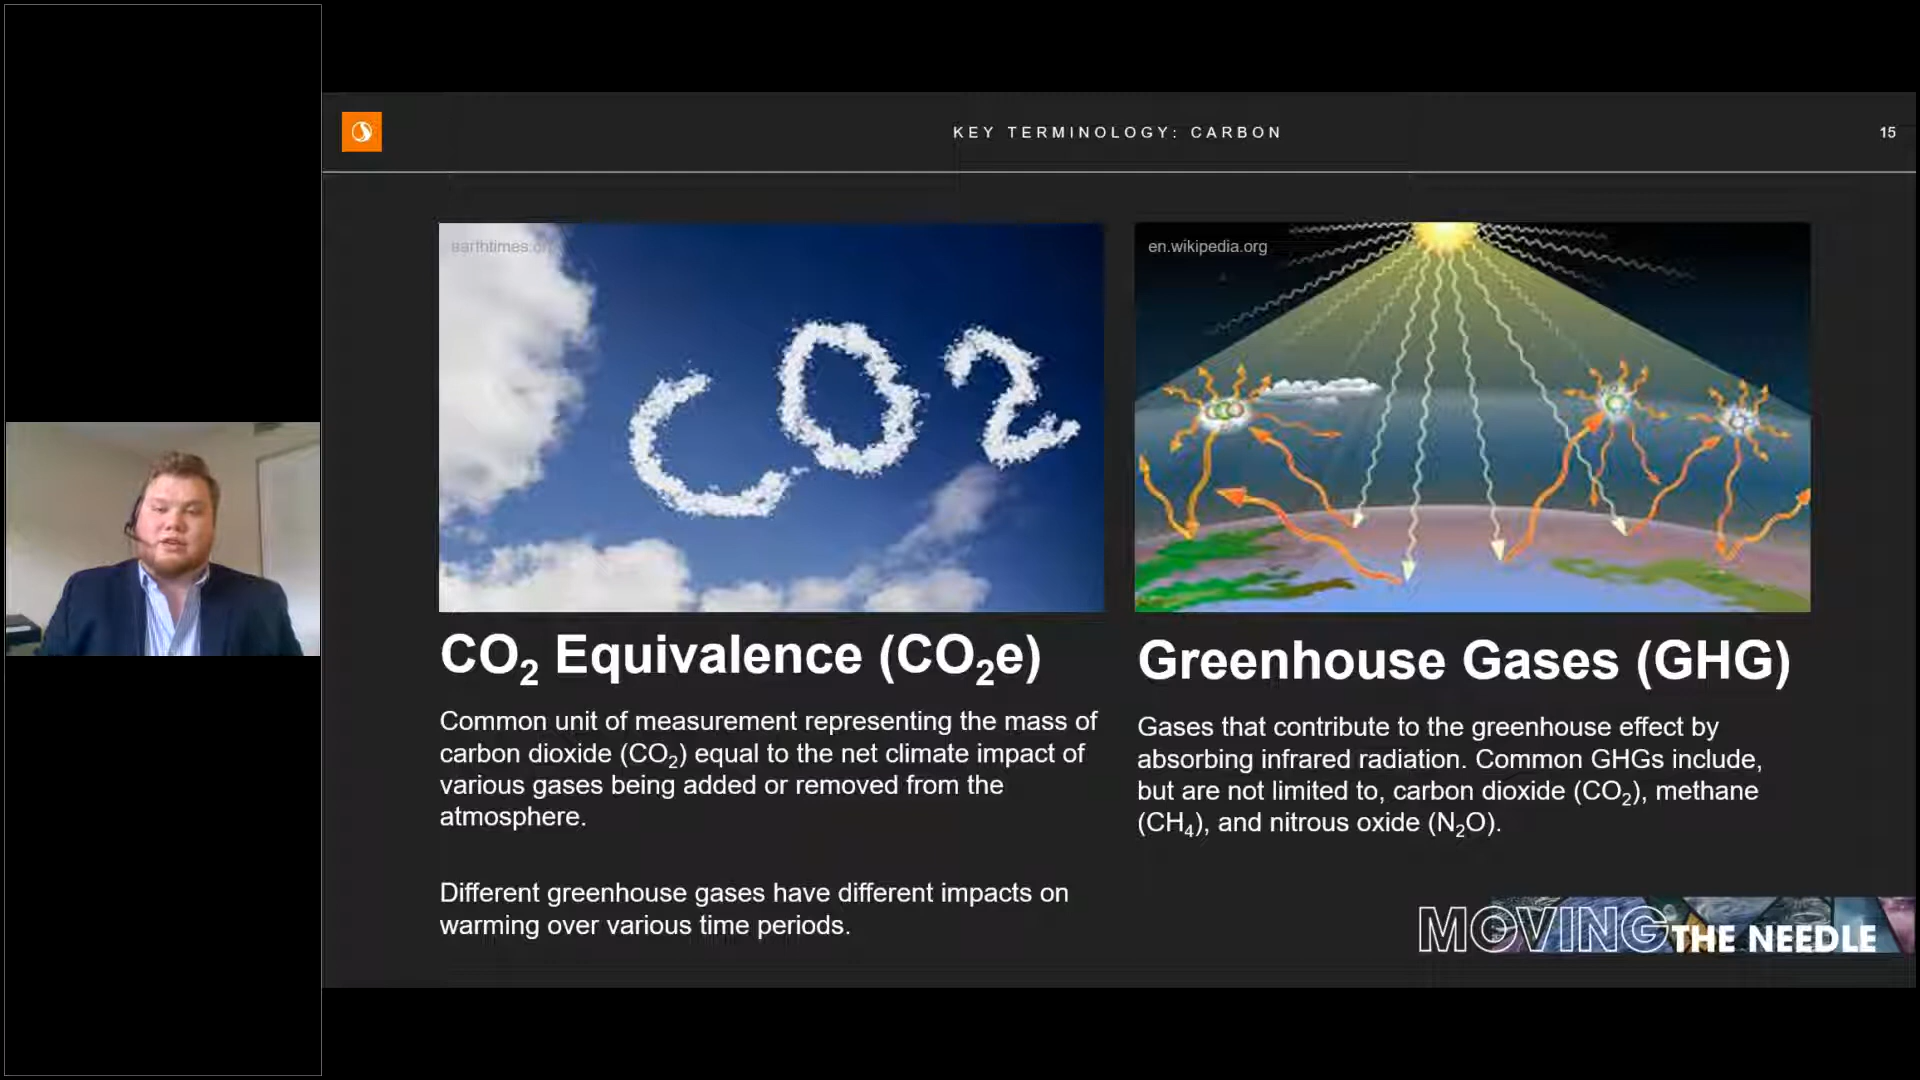 KEY TERMINOLOGY: CARBON
15
earthtimes.org
en.wikipedia.org
CO2
CO₂ Equivalence (CO₂e)
Common unit of measurement representing the mass of
carbon dioxide (CO₂) equal to the net climate impact of
various gases being added or removed from the
atmosphere.
Different greenhouse gases have different impacts on
warming over various time periods.
Greenhouse Gases (GHG)
Gases that contribute to the greenhouse effect by
absorbing infrared radiation. Common GHGs include,
but are not limited to, carbon dioxide (CO₂), methane
(CH₄), and nitrous oxide (N₂O).
MOVING THE NEEDLE